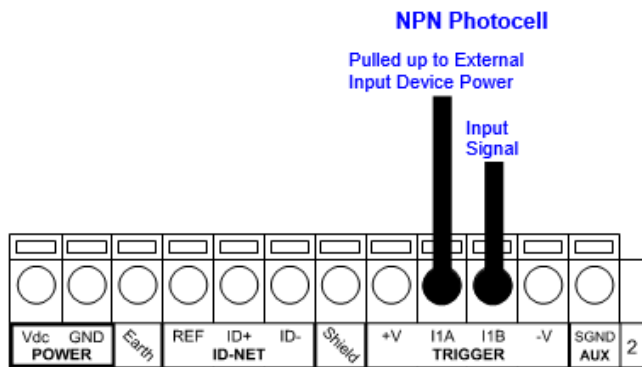 NPN Photocell
Pulled up to External
Input Device Power
Input
Signal
Vdc GND Earth REF ID+ ID- Shield +V I1A I1B -V SGND 2
POWER ID-NET TRIGGER AUX